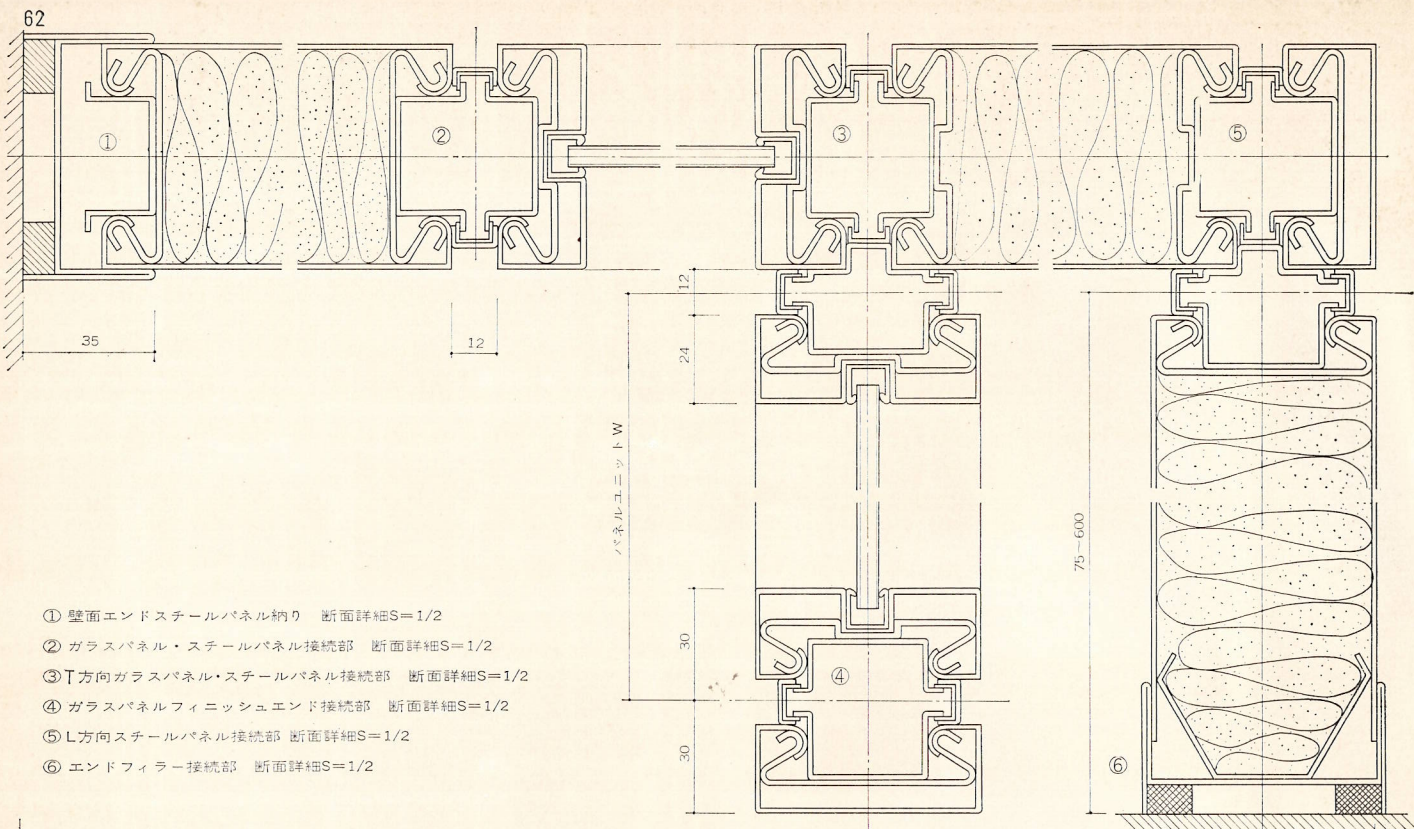 62
①
②
③
⑤
35
12
12
24
パネルユニットW
30
④
30
75~600
⑥
① 壁面エンドスチールパネル納り 断面詳細S=1/2
② ガラスパネル・スチールパネル接続部 断面詳細S=1/2
③ T方向ガラスパネル・スチールパネル接続部 断面詳細S=1/2
④ ガラスパネルフィニッシュエンド接続部 断面詳細S=1/2
⑤ L方向スチールパネル接続部 断面詳細S=1/2
⑥ エンドフィラー接続部 断面詳細S=1/2